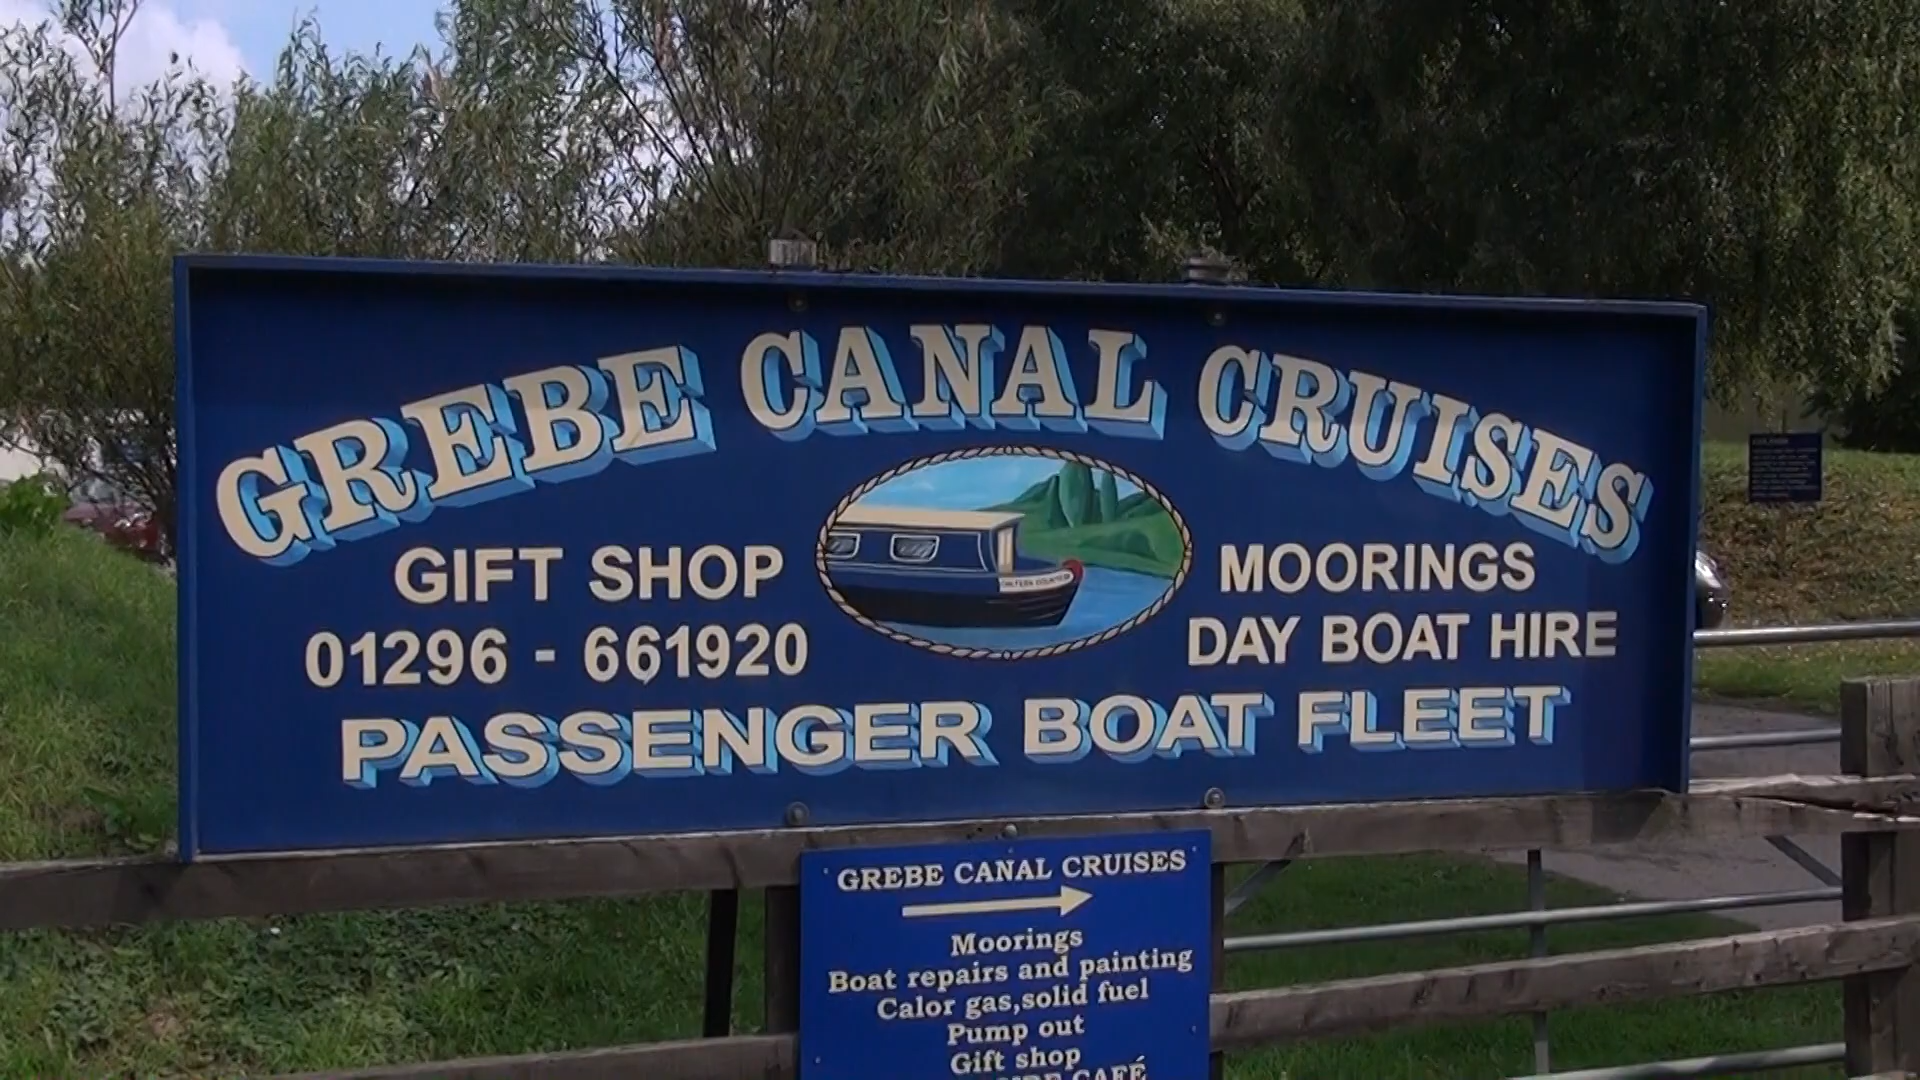 GREBE CANAL CRUISES
GIFT SHOP
01296 - 661920
MOORINGS
DAY BOAT HIRE
PASSENGER BOAT FLEET
GREBE CANAL CRUISES
Moorings
Boat repairs and painting
Calor gas,solid fuel
Pump out
Gift shop
CAFÉ